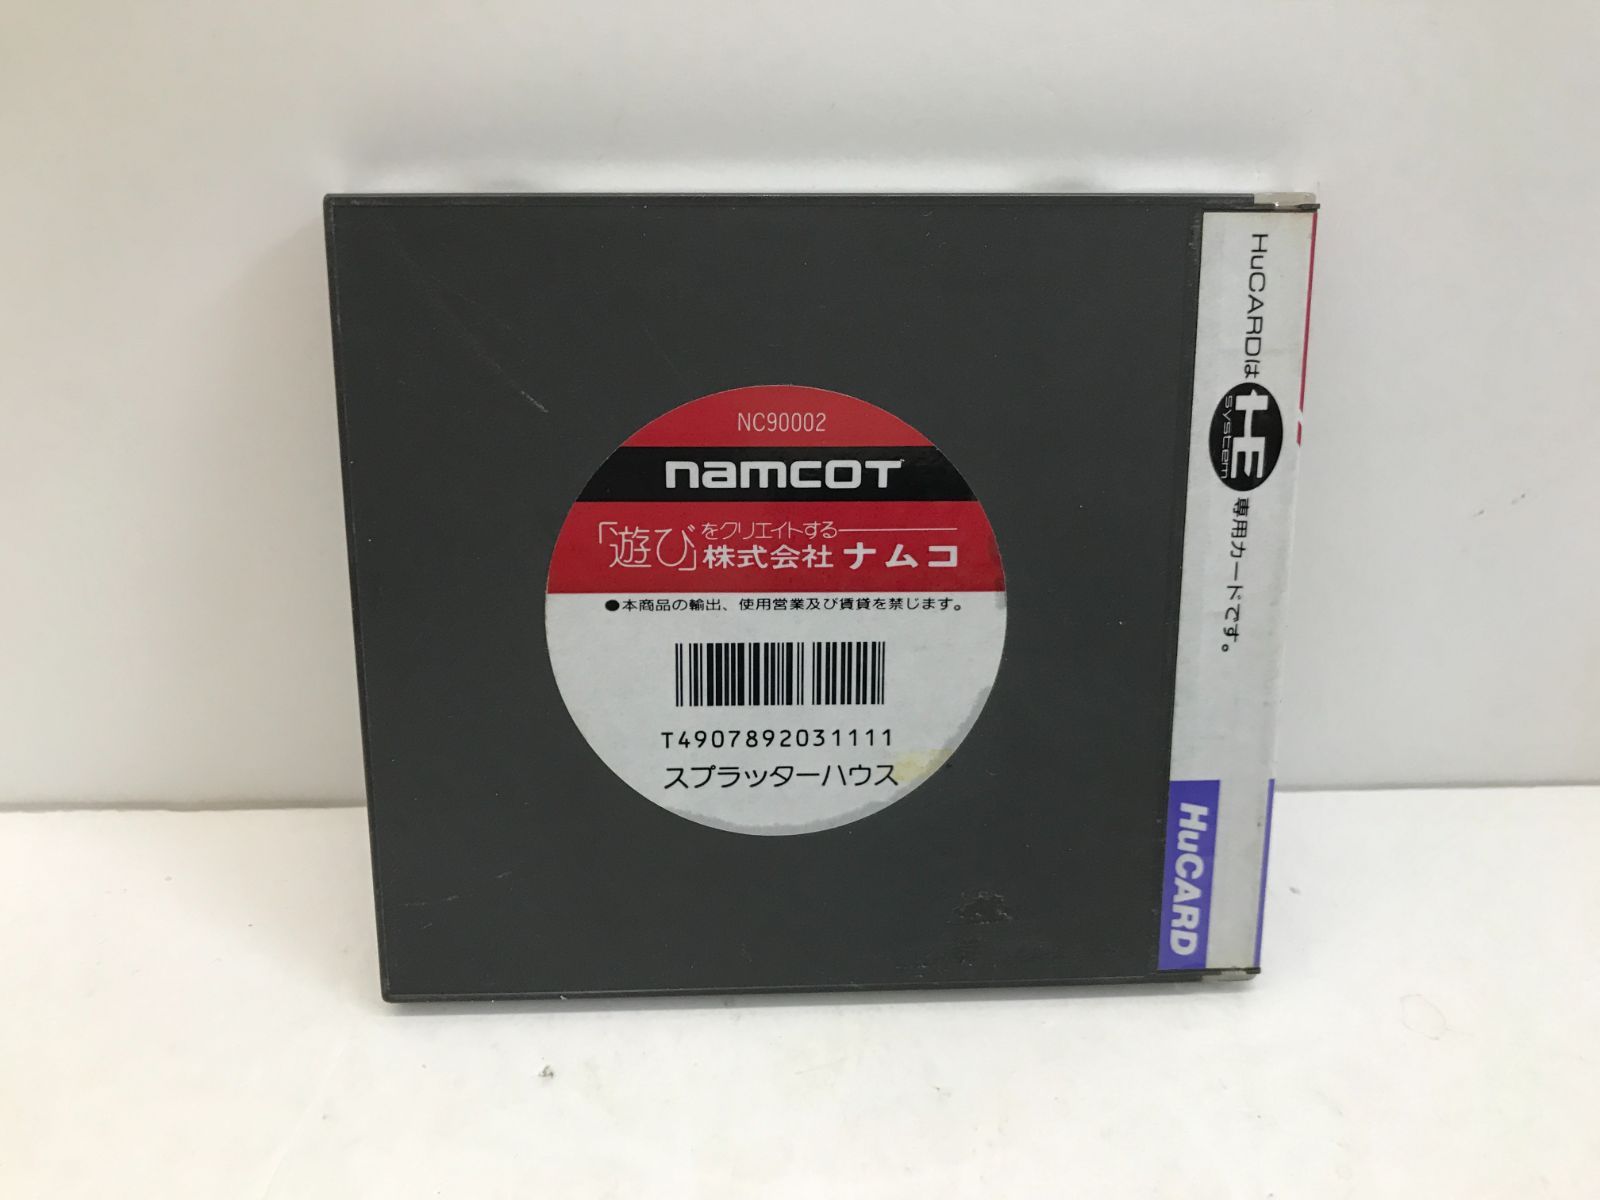 NC90002
namcot
「遊び」をクリエイトする
株式会社ナムコ
●本商品の輸出、使用営業及び賃貸を禁じます。
T4907892031111
スプラッターハウス
HuCARDは HE system 専用カードです。
HuCARD